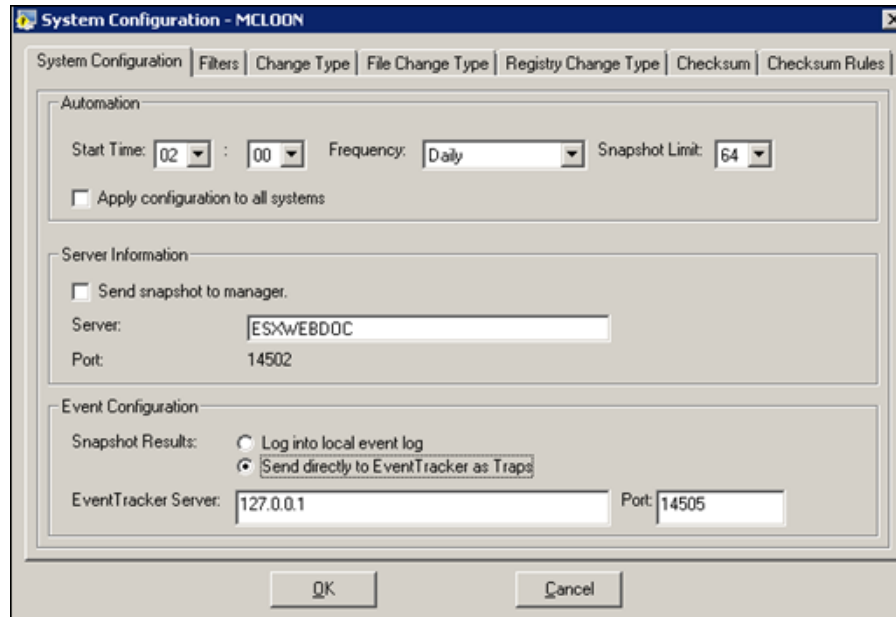 System Configuration - MCLOON
System Configuration Filters Change Type File Change Type Registry Change Type Checksum Checksum Rules
Automation
Start Time: 02 : 00 Frequency: Daily Snapshot Limit: 64
Apply configuration to all systems
Server Information
Send snapshot to manager.
Server: ESXWEBDOC
Port: 14502
Event Configuration
Snapshot Results: Log into local event log
Send directly to EventTracker as Traps
EventTracker Server: 127.0.0.1 Port: 14505
OK Cancel